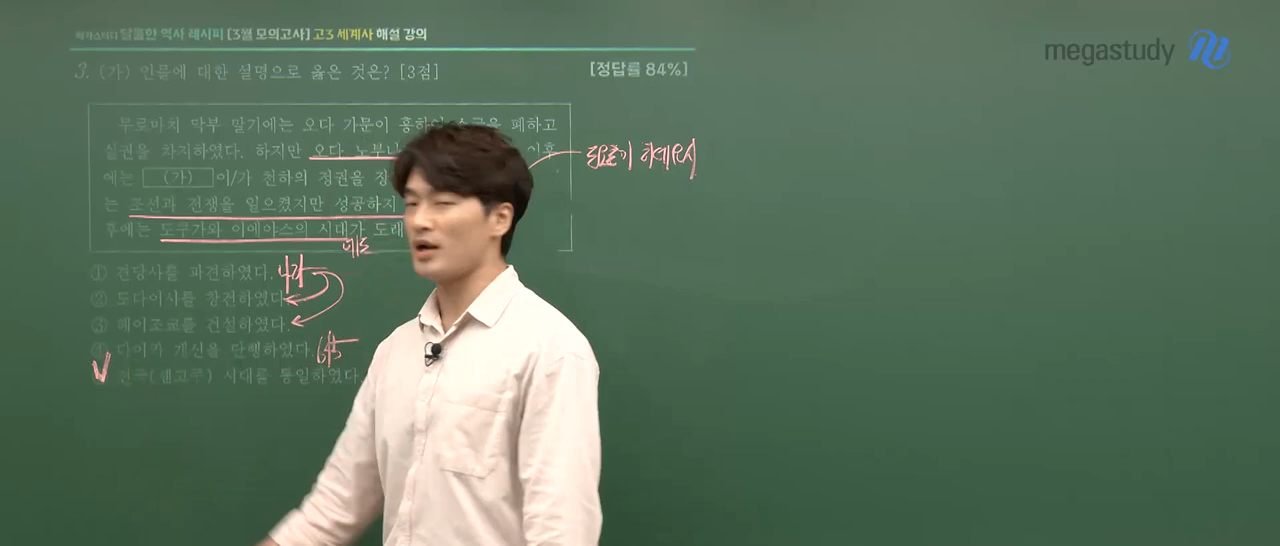 메가스터디 탐졸한 역사 레시피 [3월 모의고사] 고3 세계사 해설 강의
megastudy
3. (가) 인물에 대한 설명으로 옳은 것은? [3점]
[정답률 84%]
무로마치 막부 말기에는 오다 가문이 흥하여 폐하고
실권을 차지하였다. 하지만 오다 노부나 이후
에는 (가) 이/가 천하의 정권을 장
는 조선과 전쟁을 일으켰지만 성공하지
후에는 도쿠가와 이에야스의 시대가 도래
도요토미 히데요시
에도
① 견당사를 파견하였다.
② 도다이사를 창건하였다
③ 헤이조쿄를 건설하였다.
④ 다이카 개신을 단행하였다.
전국(센고쿠) 시대를 통일하였다.